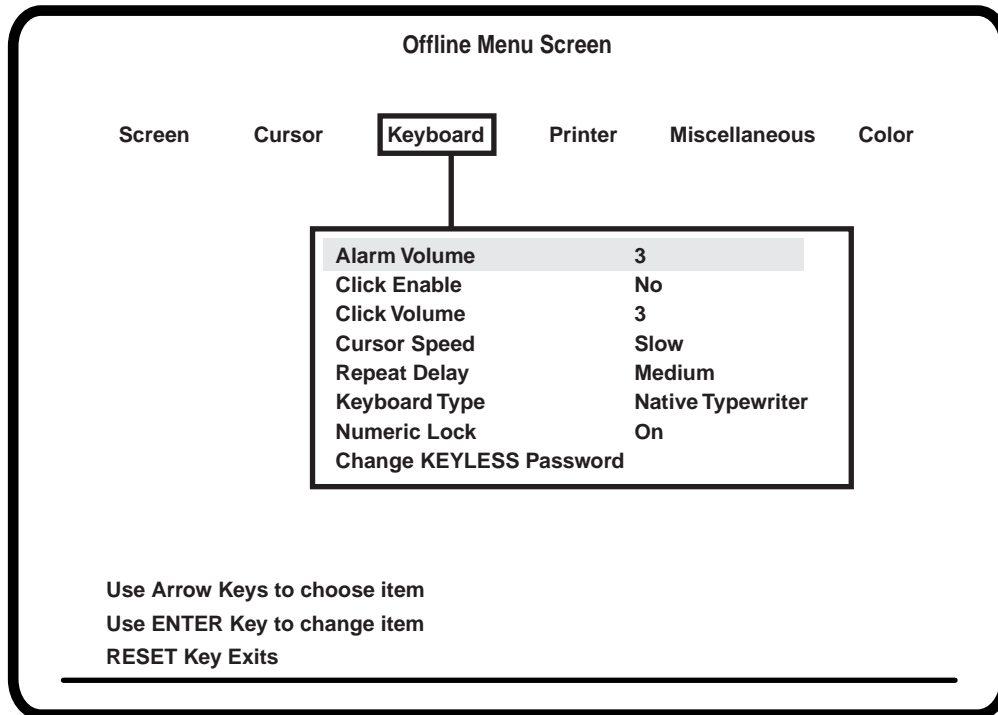 Offline Menu Screen
Screen Cursor Keyboard Printer Miscellaneous Color
Alarm Volume 3
Click Enable No
Click Volume 3
Cursor Speed Slow
Repeat Delay Medium
Keyboard Type Native Typewriter
Numeric Lock On
Change KEYLESS Password
Use Arrow Keys to choose item
Use ENTER Key to change item
RESET Key Exits